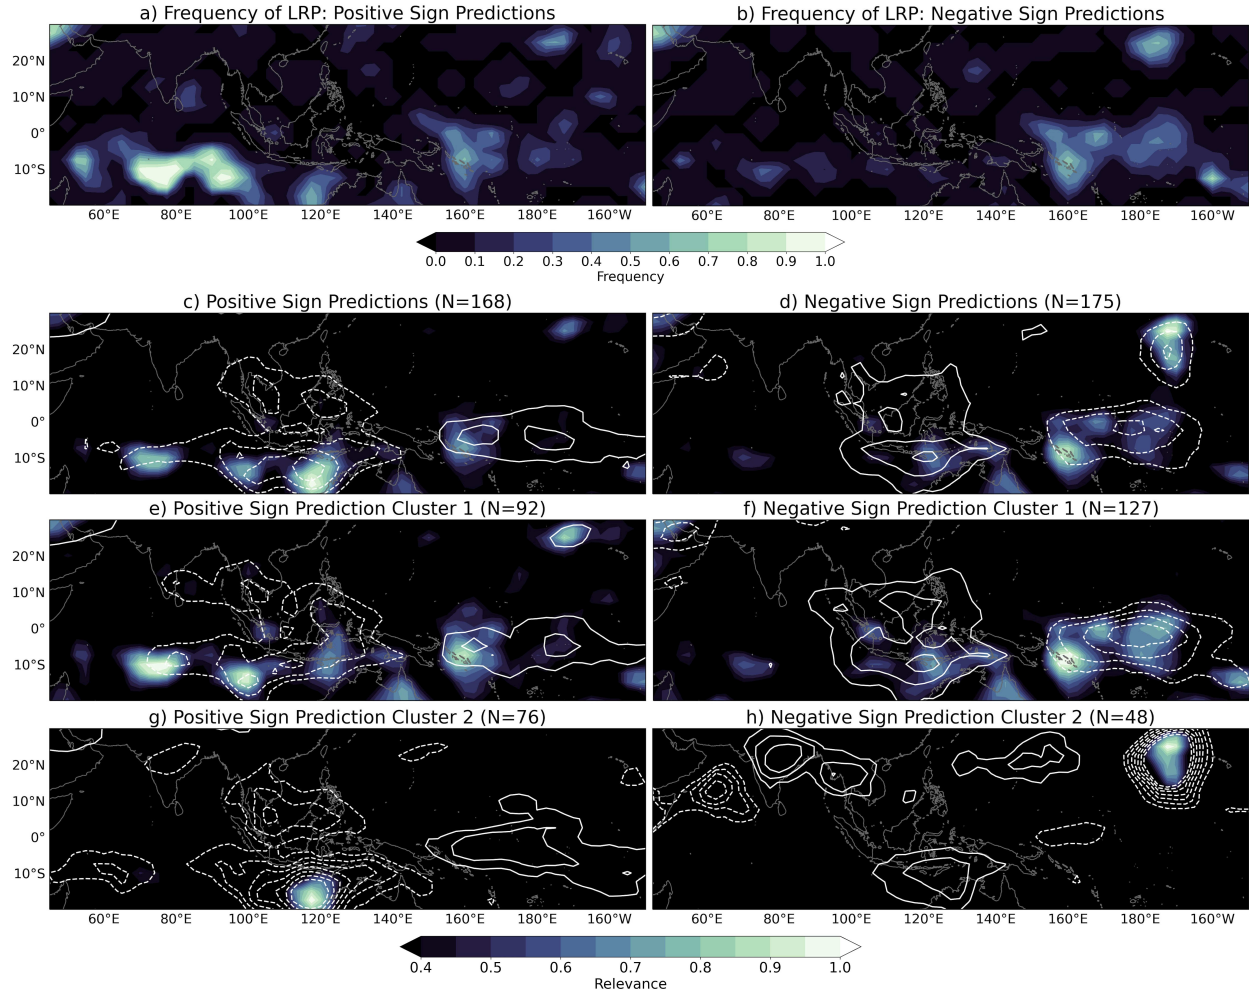 a) Frequency of LRP: Positive Sign Predictions
b) Frequency of LRP: Negative Sign Predictions
20°N
10°N
0°
10°S
60°E 80°E 100°E 120°E 140°E 160°E 180° 160°W
60°E 80°E 100°E 120°E 140°E 160°E 180° 160°W
0.0 0.1 0.2 0.3 0.4 0.5 0.6 0.7 0.8 0.9 1.0
Frequency
c) Positive Sign Predictions (N=168)
d) Negative Sign Predictions (N=175)
20°N
10°N
0°
10°S
e) Positive Sign Prediction Cluster 1 (N=92)
f) Negative Sign Prediction Cluster 1 (N=127)
20°N
10°N
0°
10°S
g) Positive Sign Prediction Cluster 2 (N=76)
h) Negative Sign Prediction Cluster 2 (N=48)
20°N
10°N
0°
10°S
60°E 80°E 100°E 120°E 140°E 160°E 180° 160°W
60°E 80°E 100°E 120°E 140°E 160°E 180° 160°W
0.4 0.5 0.6 0.7 0.8 0.9 1.0
Relevance